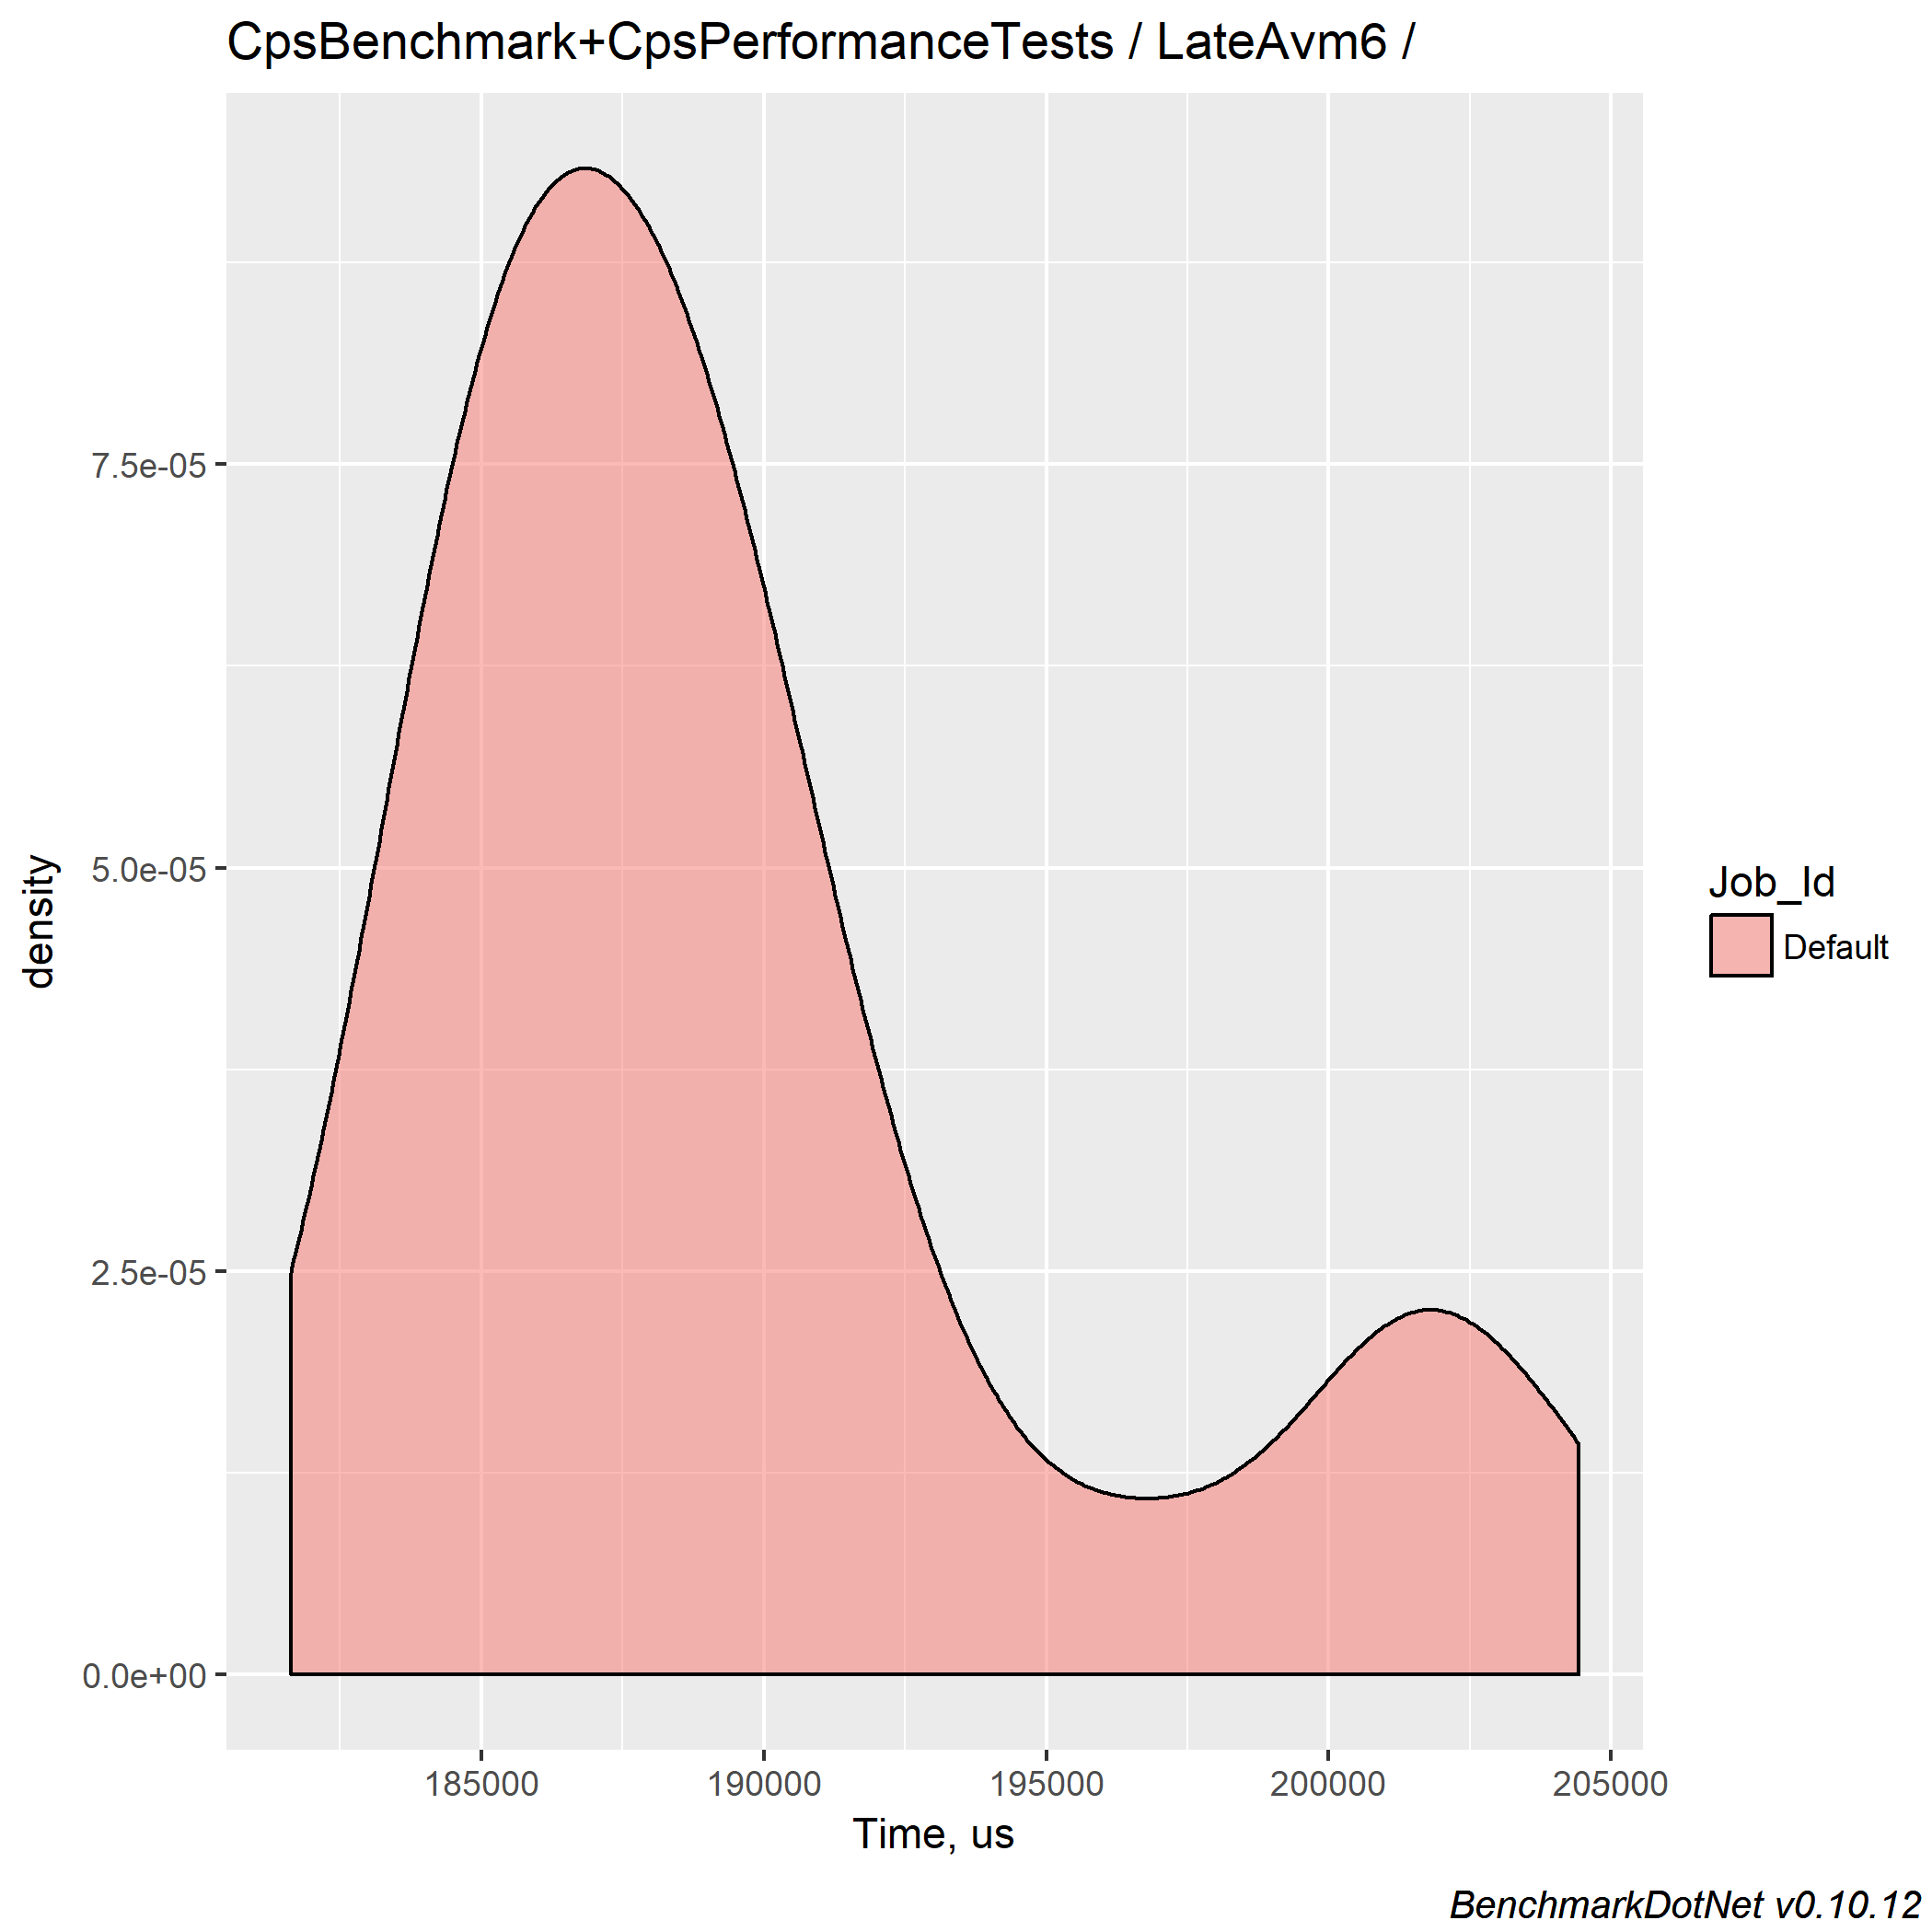 CpsBenchmark+CpsPerformanceTests / LateAvm6 /
density
7.5e-05
5.0e-05
2.5e-05
0.0e+00
185000 190000 195000 200000 205000
Time, us
Job_Id
Default
BenchmarkDotNet v0.10.12